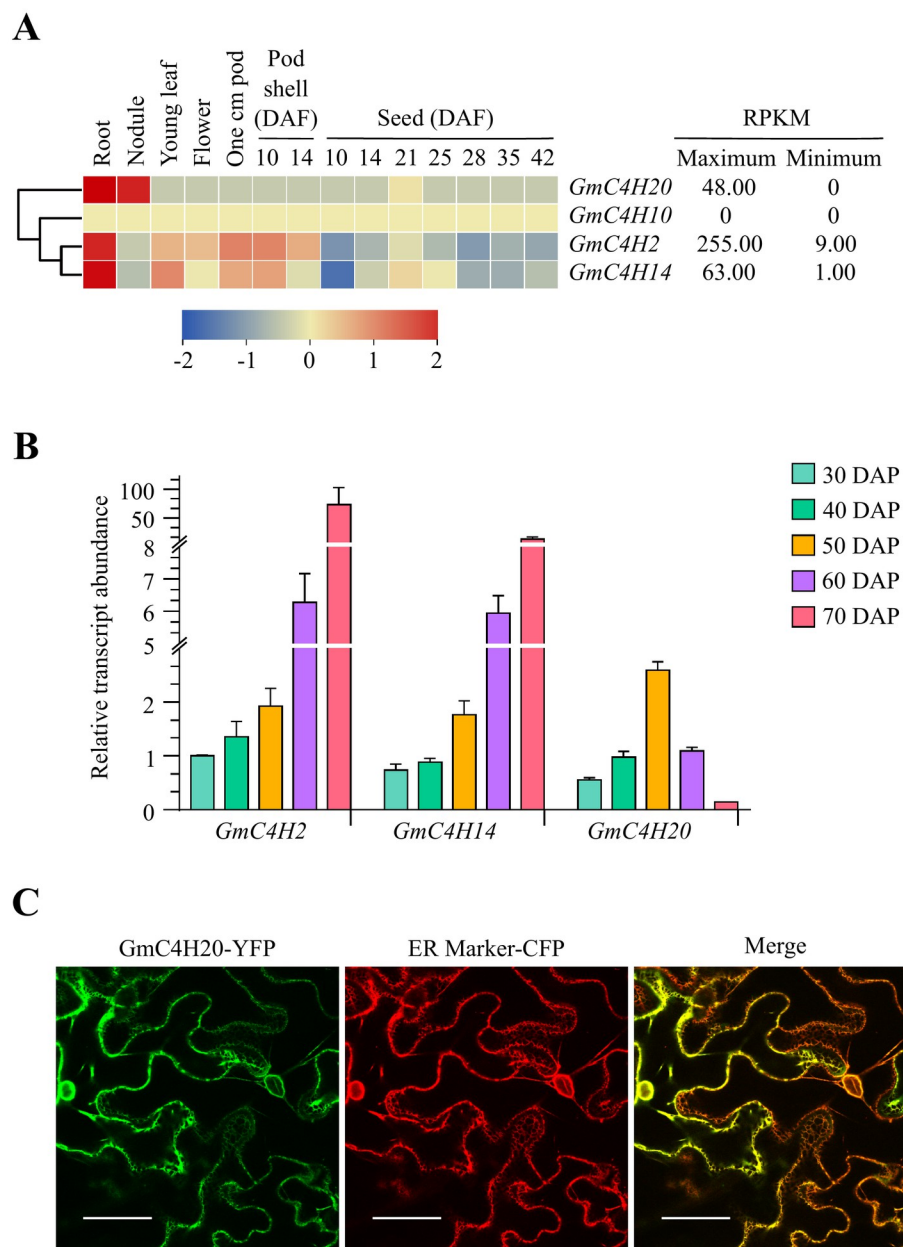 A
Root
Nodule
Young leaf
Flower
One cm pod
Pod
shell
(DAF)
Seed (DAF)
RPKM
10 14 10 14 21 25 28 35 42
Maximum Minimum
GmC4H20 48.00 0
GmC4H10 0 0
GmC4H2 255.00 9.00
GmC4H14 63.00 1.00
-2 -1 0 1 2
B
Relative transcript abundance
100
50
8
7
6
5
2
1
0
GmC4H2 GmC4H14 GmC4H20
30 DAP
40 DAP
50 DAP
60 DAP
70 DAP
C
GmC4H20-YFP ER Marker-CFP Merge